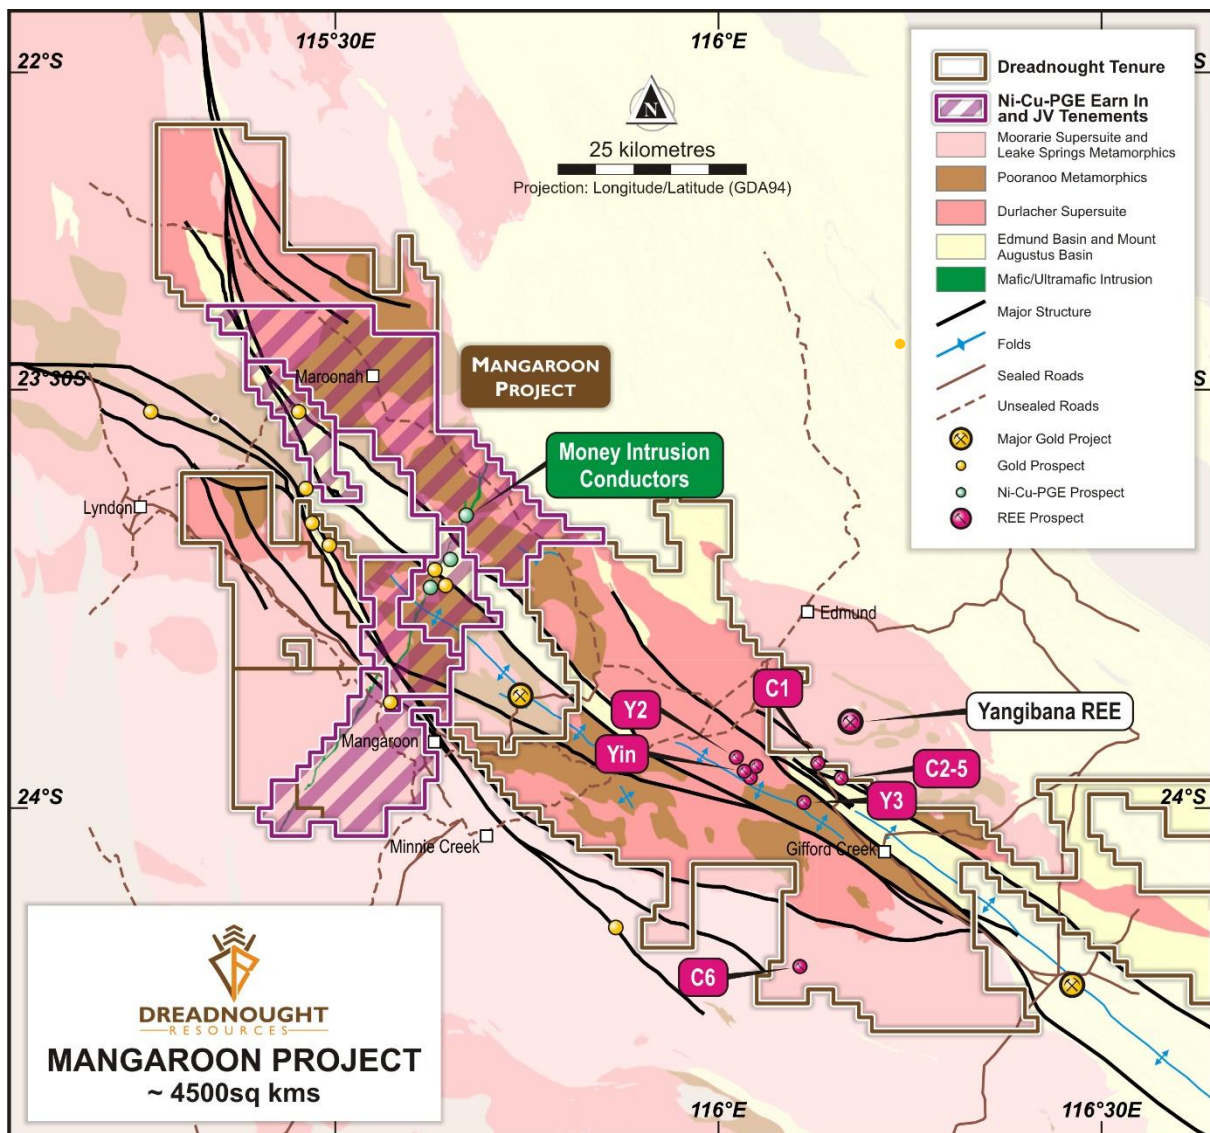 115°30'E
116°E
22°S
S
N
25 kilometres
Projection: Longitude/Latitude (GDA94)
Dreadnought Tenure
Ni-Cu-PGE Earn In
and JV Tenements
Moorarie Supersuite and
Leake Springs Metamorphics
Pooranoo Metamorphics
Durlacher Supersuite
Edmund Basin and Mount
Augustus Basin
Mafic/Ultramafic Intrusion
Major Structure
Folds
Sealed Roads
Unsealed Roads
Major Gold Project
Gold Prospect
Ni-Cu-PGE Prospect
REE Prospect
23°30'S
S
Maroonah
MANGAROON
PROJECT
Money Intrusion
Conductors
Lyndon
Edmund
C1
Y2
Yangibana REE
Yin
Mangaroon
C2-5
Y3
24°S
24°S
Minnie Creek
Gifford Creek
C6
DREADNOUGHT
RESOURCES
MANGAROON PROJECT
~ 4500sq kms
116°E
116°30'E